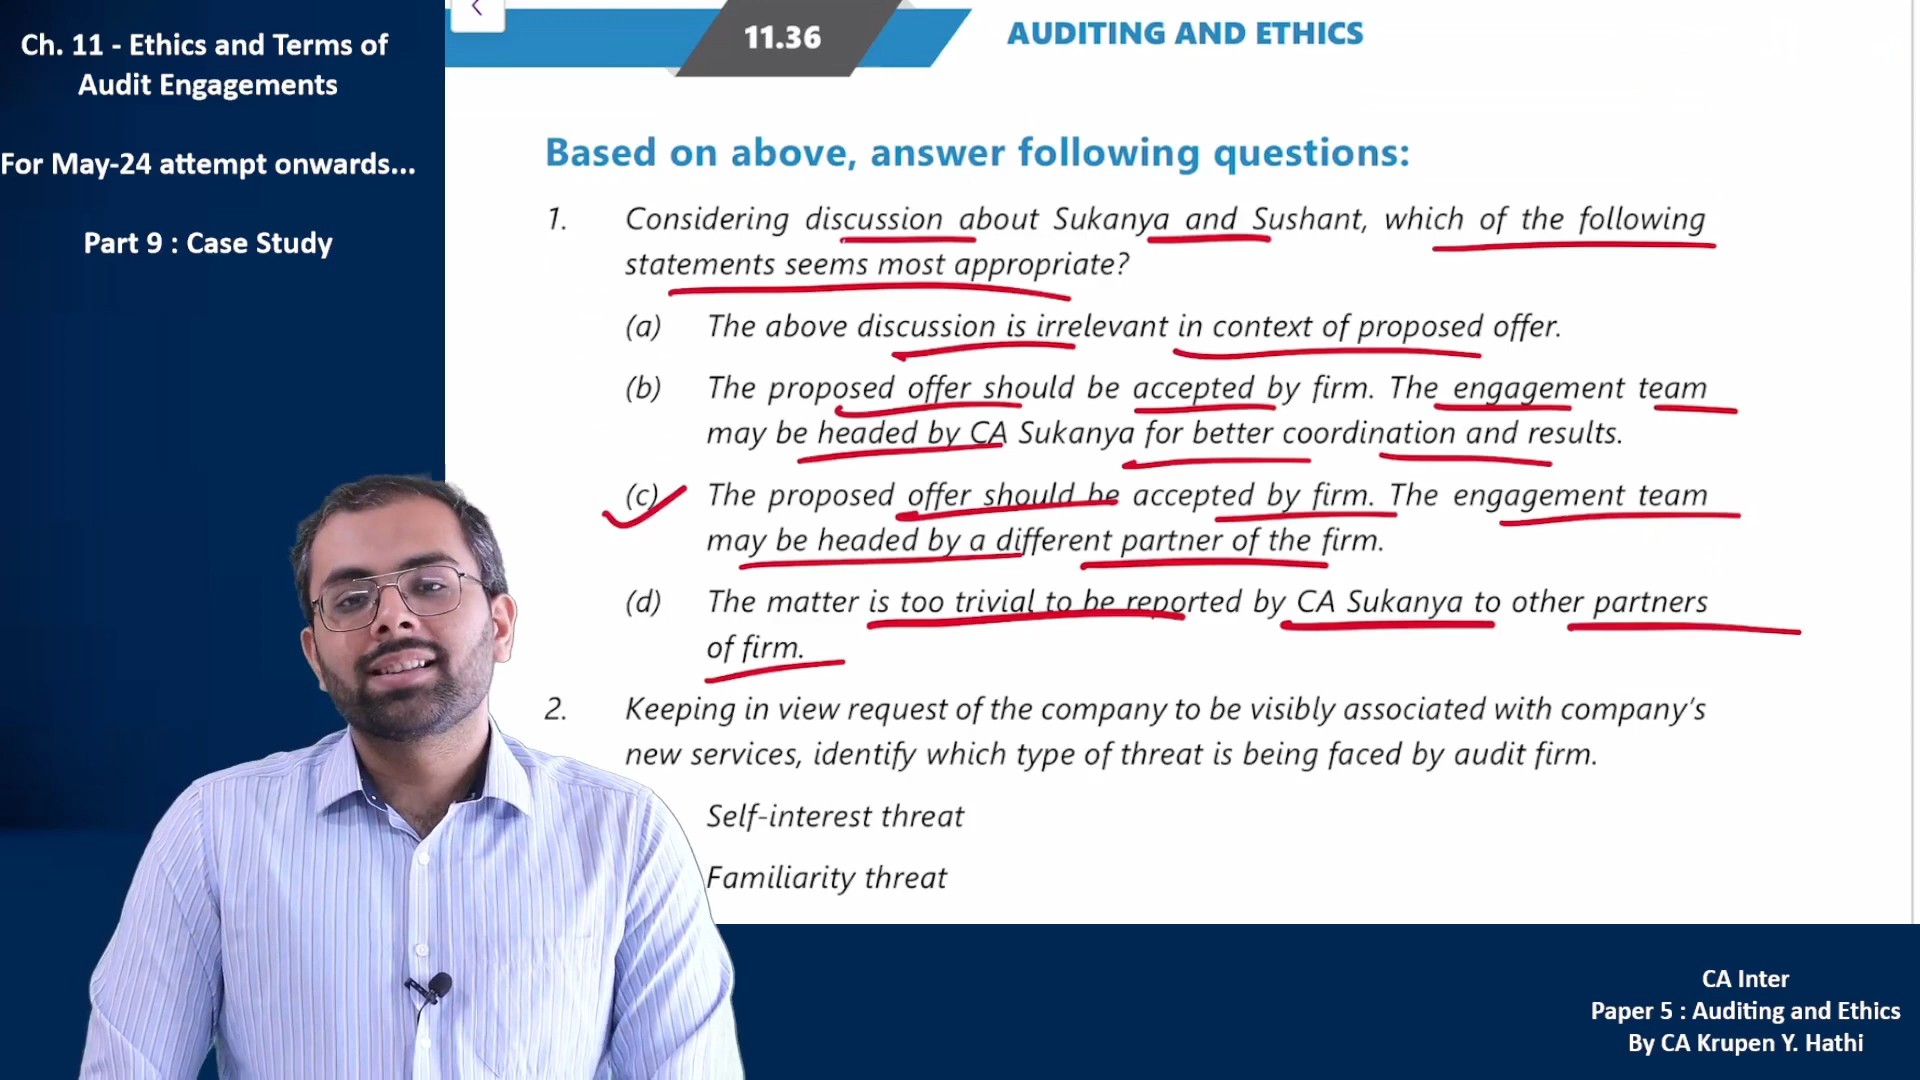 Ch. 11 - Ethics and Terms of
Audit Engagements
For May-24 attempt onwards...
Part 9 : Case Study
11.36
AUDITING AND ETHICS
Based on above, answer following questions:
1. Considering discussion about Sukanya and Sushant, which of the following
statements seems most appropriate?
(a) The above discussion is irrelevant in context of proposed offer.
(b) The proposed offer should be accepted by firm. The engagement team
may be headed by CA Sukanya for better coordination and results.
(c) The proposed offer should be accepted by firm. The engagement team
may be headed by a different partner of the firm.
(d) The matter is too trivial to be reported by CA Sukanya to other partners
of firm.
2. Keeping in view request of the company to be visibly associated with company's
new services, identify which type of threat is being faced by audit firm.
Self-interest threat
Familiarity threat
CA Inter
Paper 5 : Auditing and Ethics
By CA Krupen Y. Hathi